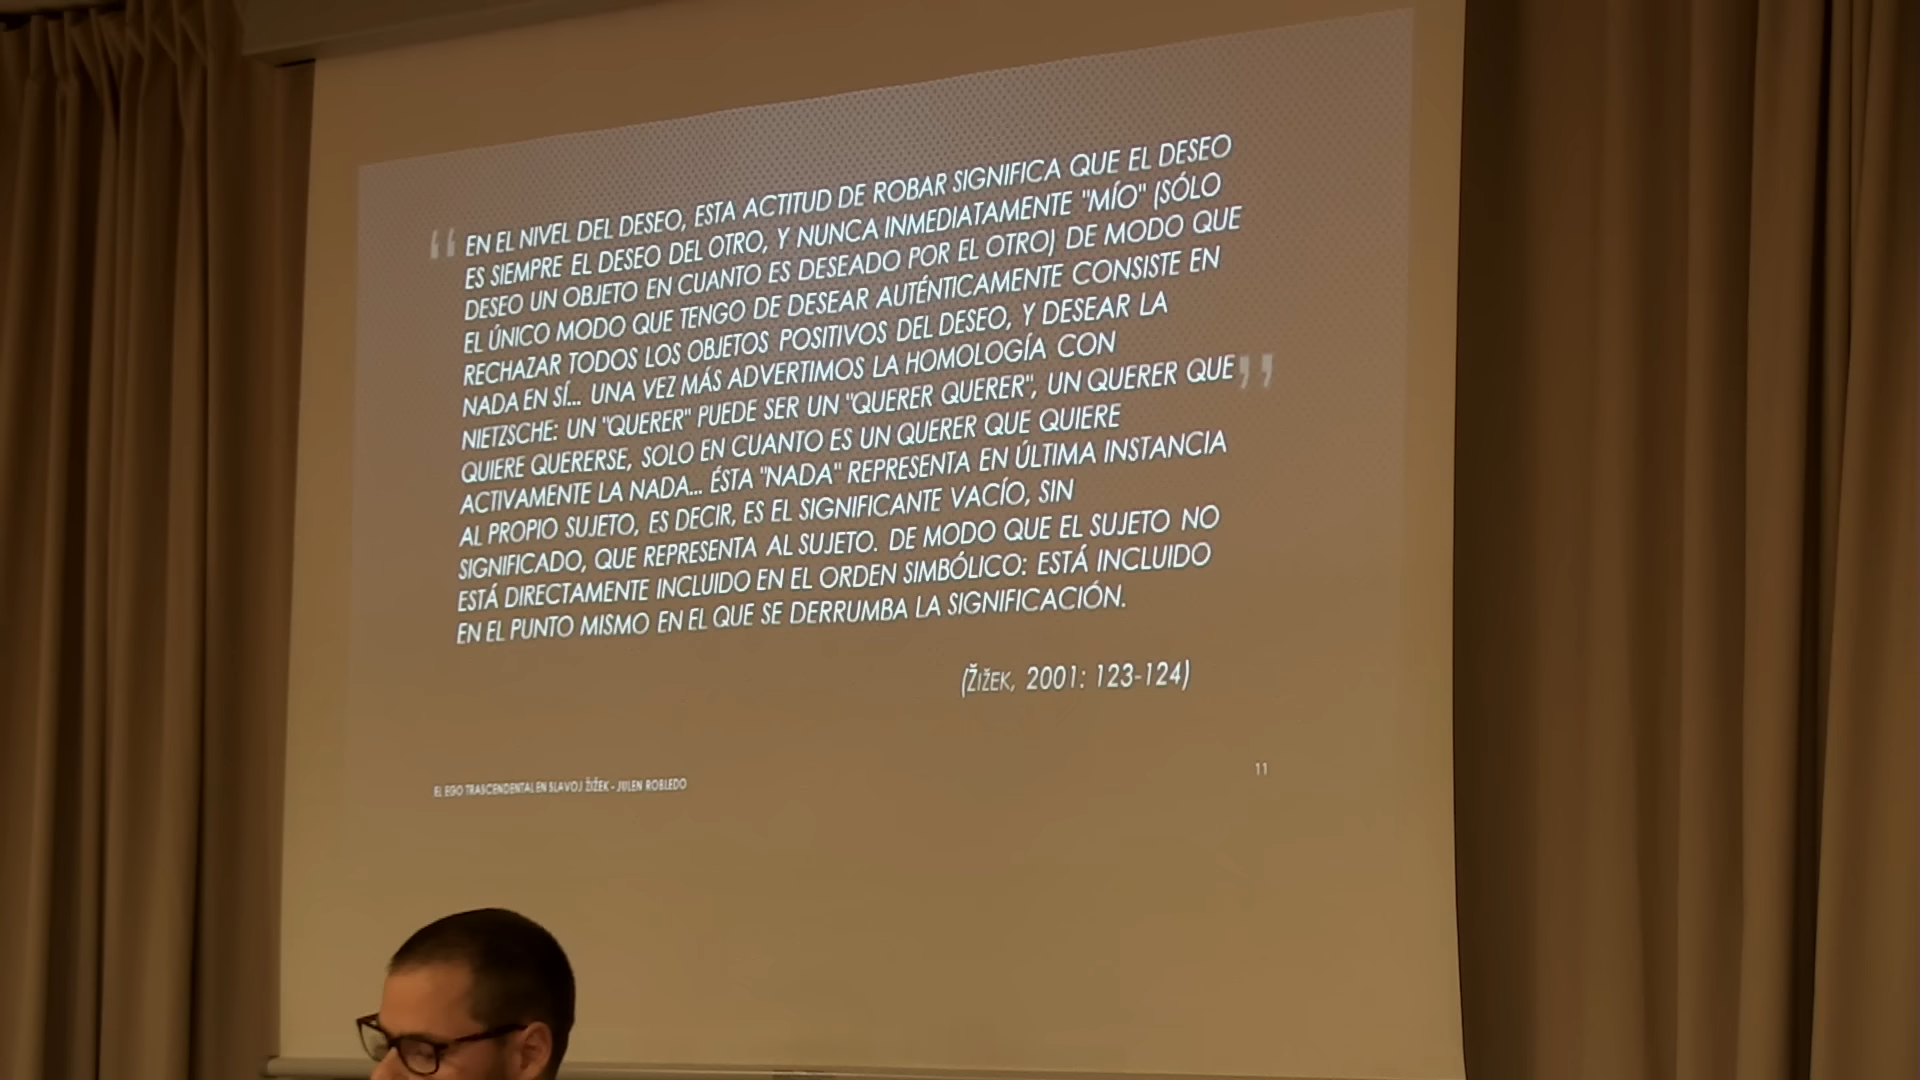 “EN EL NIVEL DEL DESEO, ESTA ACTITUD DE ROBAR SIGNIFICA QUE EL DESEO
ES SIEMPRE EL DESEO DEL OTRO, Y NUNCA INMEDIATAMENTE "MÍO" (SÓLO
DESEO UN OBJETO EN CUANTO ES DESEADO POR EL OTRO) DE MODO QUE
EL ÚNICO MODO QUE TENGO DE DESEAR AUTÉNTICAMENTE CONSISTE EN
RECHAZAR TODOS LOS OBJETOS POSITIVOS DEL DESEO, Y DESEAR LA
NADA EN SÍ... UNA VEZ MÁS ADVERTIMOS LA HOMOLOGÍA CON
NIETZSCHE: UN "QUERER" PUEDE SER UN "QUERER QUERER", UN QUERER QUE
QUIERE QUERERSE, SOLO EN CUANTO ES UN QUERER QUE QUIERE
ACTIVAMENTE LA NADA... ÉSTA "NADA" REPRESENTA EN ÚLTIMA INSTANCIA
AL PROPIO SUJETO, ES DECIR, ES EL SIGNIFICANTE VACÍO, SIN
SIGNIFICADO, QUE REPRESENTA AL SUJETO. DE MODO QUE EL SUJETO NO
ESTÁ DIRECTAMENTE INCLUIDO EN EL ORDEN SIMBÓLICO: ESTÁ INCLUIDO
EN EL PUNTO MISMO EN EL QUE SE DERRUMBA LA SIGNIFICACIÓN.”
(ŽIŽEK, 2001: 123-124)
EL EGO TRASCENDENTAL EN SLAVOJ ŽIŽEK - JULEN ROBLEDO
11